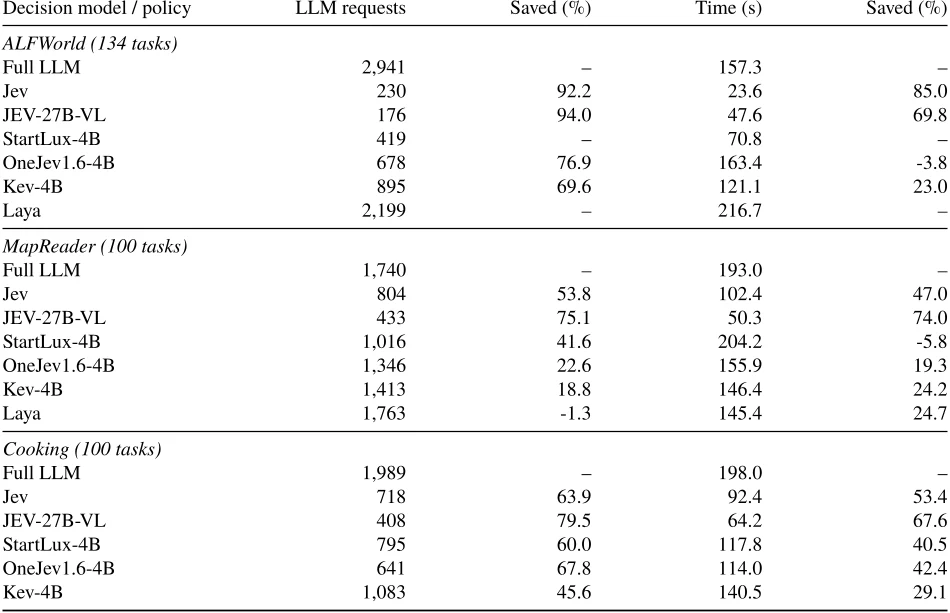 Decision model / policy LLM requests Saved (%) Time (s) Saved (%)
ALFWorld (134 tasks)
Full LLM 2,941 – 157.3 –
Jev 230 92.2 23.6 85.0
JEV-27B-VL 176 94.0 47.6 69.8
StartLux-4B 419 – 70.8 –
OneJev1.6-4B 678 76.9 163.4 -3.8
Kev-4B 895 69.6 121.1 23.0
Laya 2,199 – 216.7 –
MapReader (100 tasks)
Full LLM 1,740 – 193.0 –
Jev 804 53.8 102.4 47.0
JEV-27B-VL 433 75.1 50.3 74.0
StartLux-4B 1,016 41.6 204.2 -5.8
OneJev1.6-4B 1,346 22.6 155.9 19.3
Kev-4B 1,413 18.8 146.4 24.2
Laya 1,763 -1.3 145.4 24.7
Cooking (100 tasks)
Full LLM 1,989 – 198.0 –
Jev 718 63.9 92.4 53.4
JEV-27B-VL 408 79.5 64.2 67.6
StartLux-4B 795 60.0 117.8 40.5
OneJev1.6-4B 641 67.8 114.0 42.4
Kev-4B 1,083 45.6 140.5 29.1